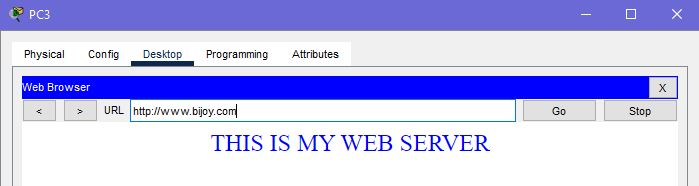 PC3
Physical Config Desktop Programming Attributes
Web Browser X
< > URL http://www.bijoy.com Go Stop
THIS IS MY WEB SERVER